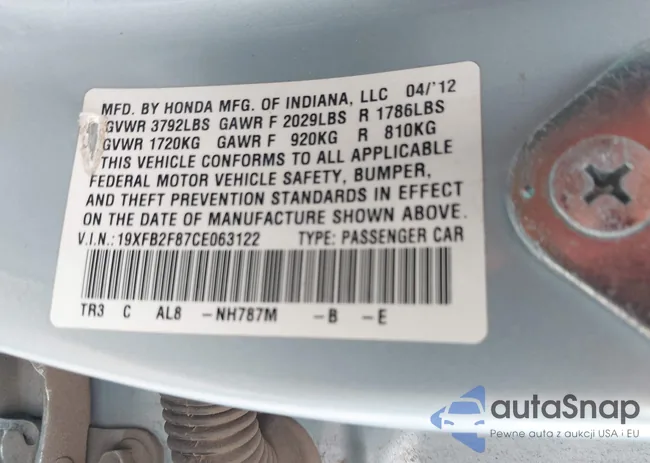 MFD. BY HONDA MFG. OF INDIANA, LLC 04/'12
GVWR 3792LBS GAWR F 2029LBS R 1786LBS
GVWR 1720KG GAWR F 920KG R 810KG
THIS VEHICLE CONFORMS TO ALL APPLICABLE
FEDERAL MOTOR VEHICLE SAFETY, BUMPER,
AND THEFT PREVENTION STANDARDS IN EFFECT
ON THE DATE OF MANUFACTURE SHOWN ABOVE.
V.I.N.:19XFB2F87CE063122 TYPE: PASSENGER CAR
TR3 C AL8 -NH787M -B -E
autaSnap
Pewne auta z aukcji USA i EU